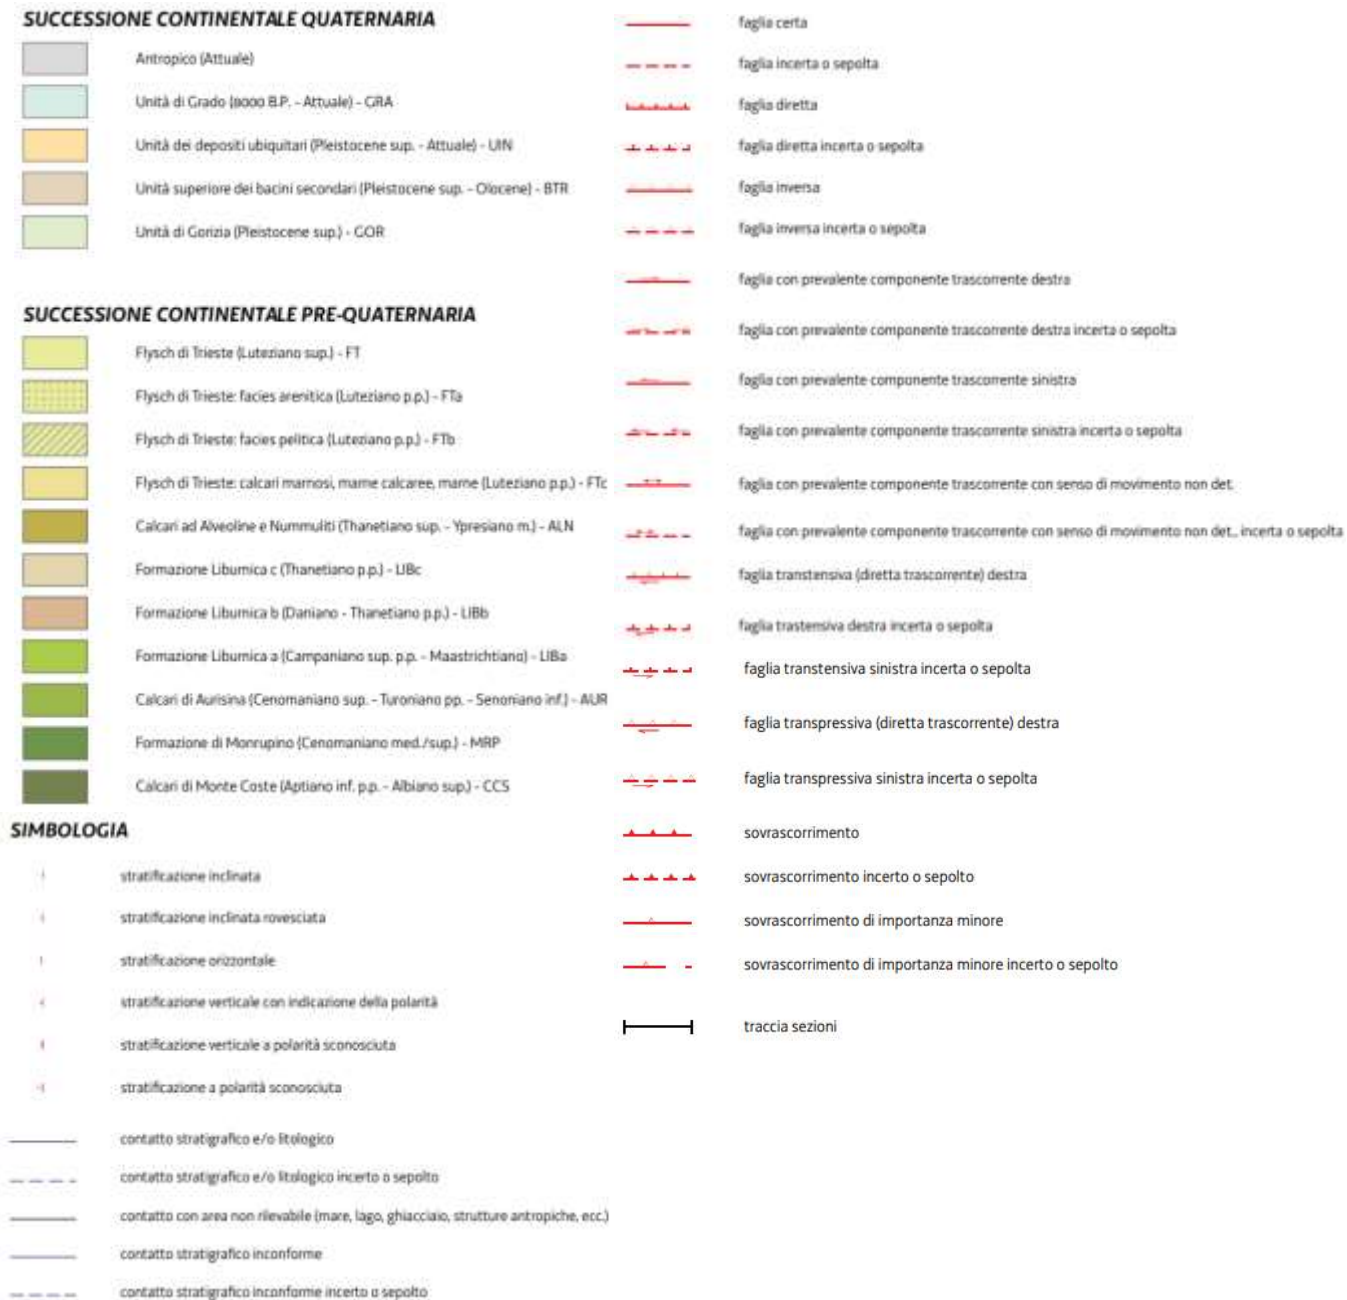 SUCCESSIONE CONTINENTALE QUATERNARIA
Antropico (Attuale)
Unità di Grado (8000 B.P. - Attuale) - GRA
Unità dei depositi ubiquitari (Pleistocene sup. - Attuale) - UIN
Unità superiore dei bacini secondari (Pleistocene sup. - Olocene) - BTR
Unità di Gorizia (Pleistocene sup.) - GOR
SUCCESSIONE CONTINENTALE PRE-QUATERNARIA
Flysch di Trieste (Luteziano sup.) - FT
Flysch di Trieste: facies arenitica (Luteziano p.p.) - FTa
Flysch di Trieste: facies pelitica (Luteziano p.p.) - FTb
Flysch di Trieste: calcari marnosi, marne calcaree, marne (Luteziano p.p.) - FTc
Calcari ad Alveoline e Nummuliti (Thanetiano sup. - Ypresiano m.) - ALN
Formazione Liburnica c (Thanetiano p.p.) - LIBc
Formazione Liburnica b (Daniano - Thanetiano p.p.) - LIBb
Formazione Liburnica a (Campaniano sup. p.p. - Maastrichtiano) - LIBa
Calcari di Aurisina (Cenomaniano sup. - Turoniano pp. - Senoniano inf.) - AUR
Formazione di Monrupino (Cenomaniano med./sup.) - MRP
Calcari di Monte Coste (Aptiano inf. p.p. - Albiano sup.) - CCS
SIMBOLOGIA
stratificazione inclinata
stratificazione inclinata rovesciata
stratificazione orizzontale
stratificazione verticale con indicazione della polarità
stratificazione verticale a polarità sconosciuta
stratificazione a polarità sconosciuta
contatto stratigrafico e/o litologico
contatto stratigrafico e/o litologico incerto o sepolto
contatto con area non rilevabile (mare, lago, ghiacciaio, strutture antropiche, ecc.)
contatto stratigrafico inconforme
contatto stratigrafico inconforme incerto o sepolto
faglia certa
faglia incerta o sepolta
faglia diretta
faglia diretta incerta o sepolta
faglia inversa
faglia inversa incerta o sepolta
faglia con prevalente componente trascorrente destra
faglia con prevalente componente trascorrente destra incerta o sepolta
faglia con prevalente componente trascorrente sinistra
faglia con prevalente componente trascorrente sinistra incerta o sepolta
faglia con prevalente componente trascorrente con senso di movimento non det.
faglia con prevalente componente trascorrente con senso di movimento non det., incerta o sepolta
faglia transtensiva (diretta trascorrente) destra
faglia trastensiva destra incerta o sepolta
faglia transtensiva sinistra incerta o sepolta
faglia transpressiva (diretta trascorrente) destra
faglia transpressiva sinistra incerta o sepolta
sovrascorrimento
sovrascorrimento incerto o sepolto
sovrascorrimento di importanza minore
sovrascorrimento di importanza minore incerto o sepolto
traccia sezioni